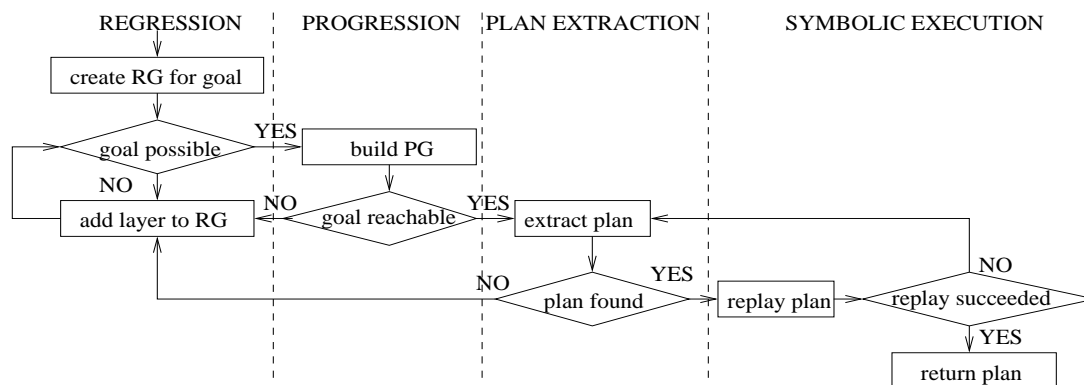 REGRESSION
PROGRESSION
PLAN EXTRACTION
SYMBOLIC EXECUTION
create RG for goal
goal possible
YES
build PG
NO
add layer to RG
NO
goal reachable
YES
extract plan
NO
plan found
YES
replay plan
replay succeeded
NO
YES
return plan